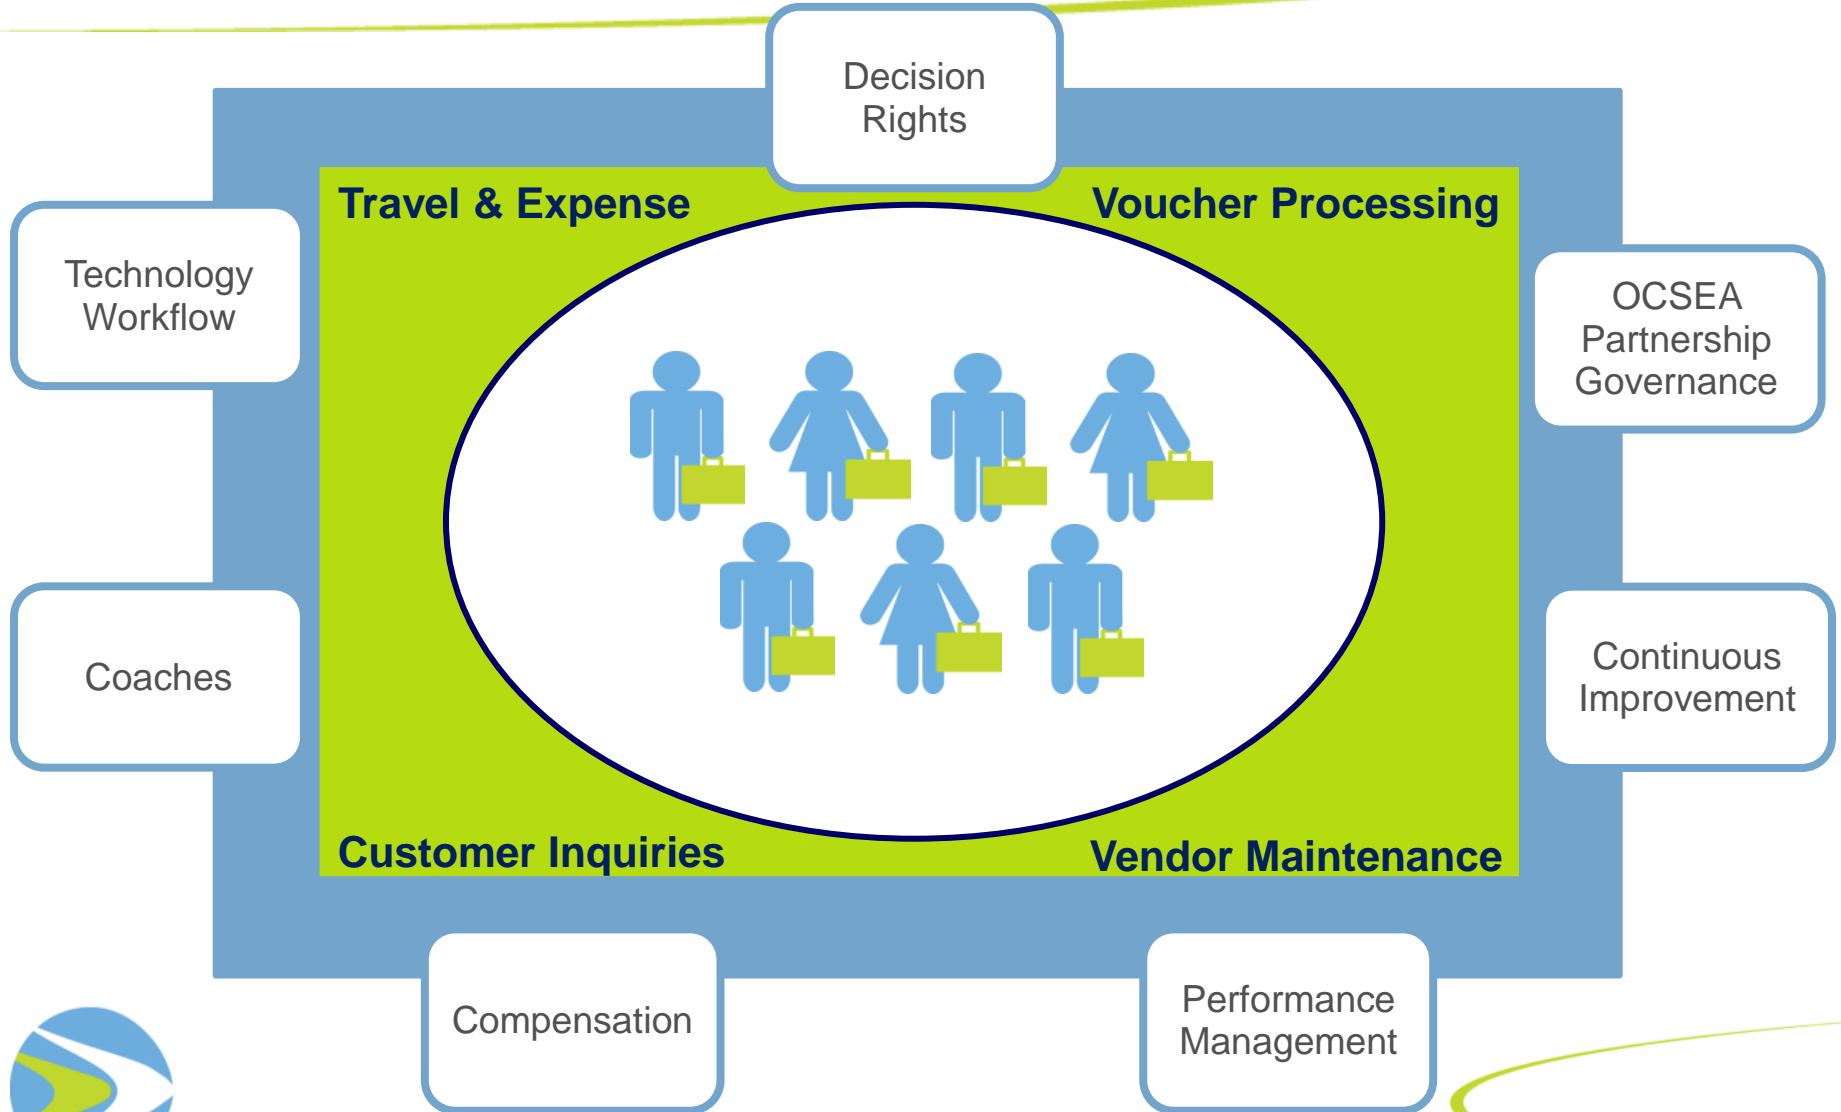 Decision
Rights
Travel & Expense
Voucher Processing
Technology
Workflow
OCSEA
Partnership
Governance
Coaches
Continuous
Improvement
Customer Inquiries
Vendor Maintenance
Compensation
Performance
Management